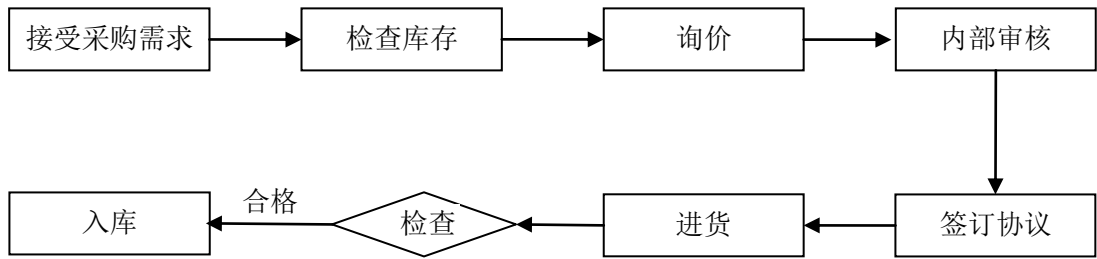 接受采购需求
检查库存
询价
内部审核
签订协议
进货
检查
合格
入库